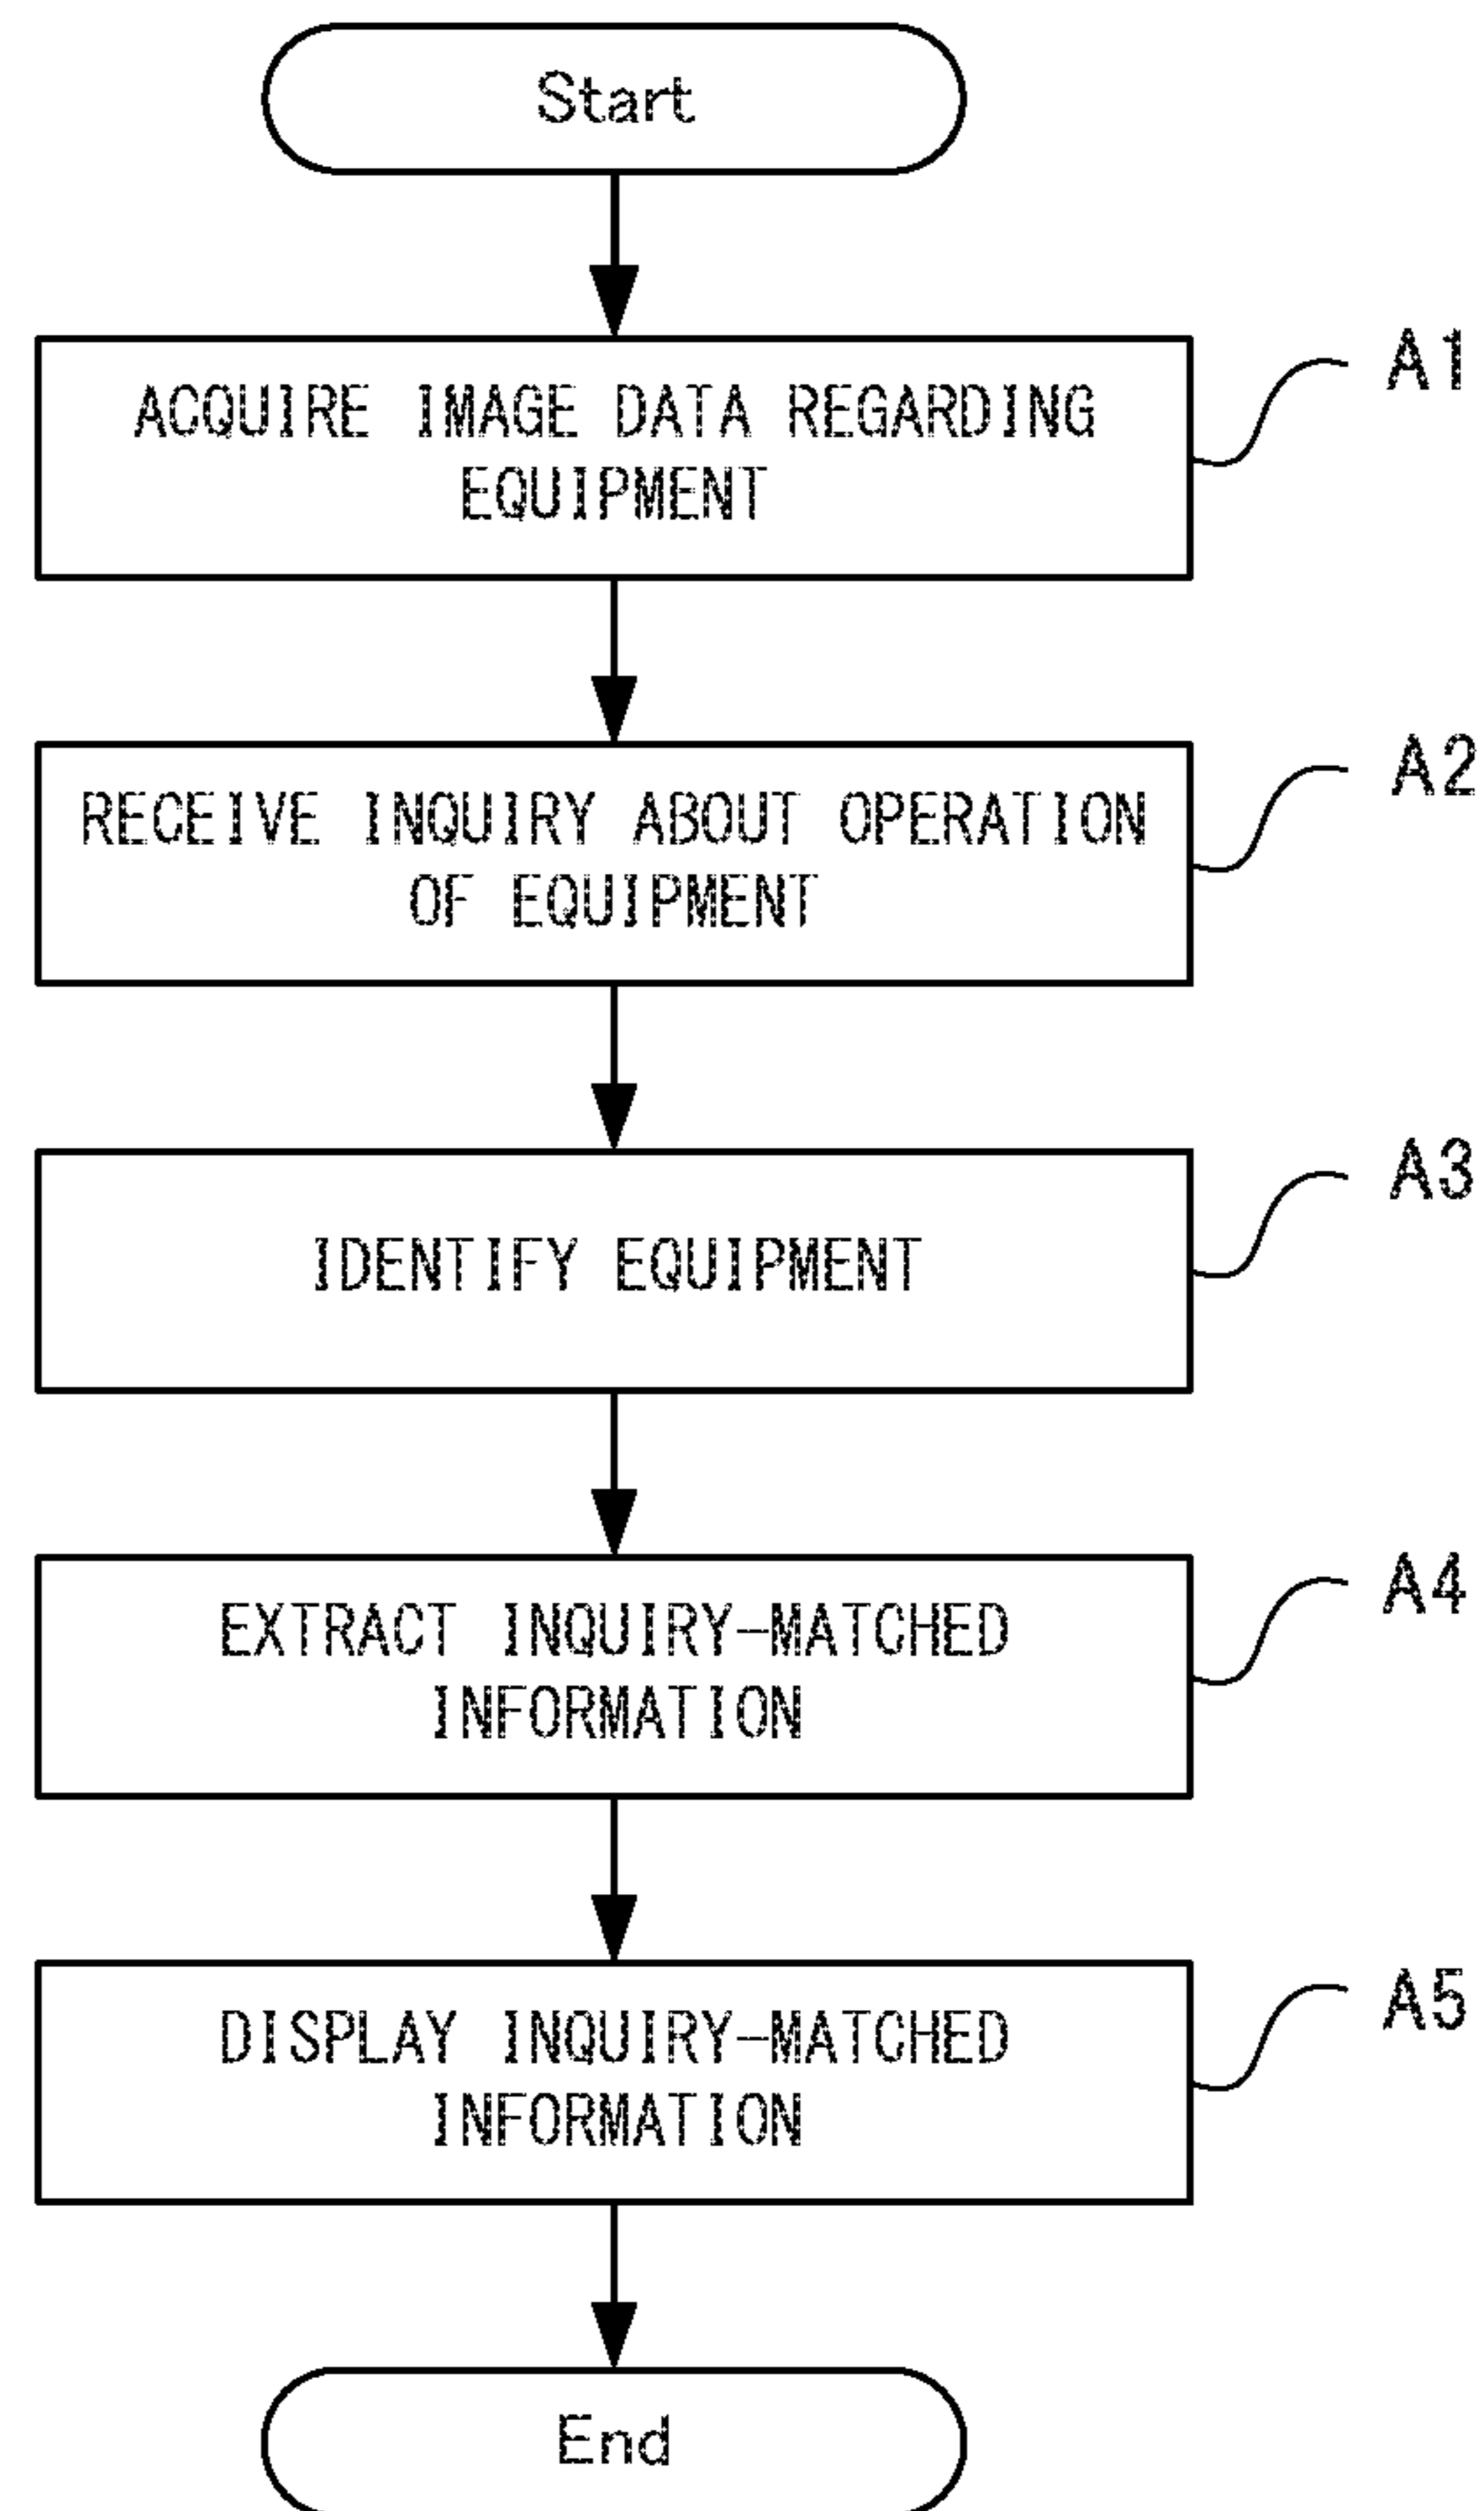 Start
ACQUIRE IMAGE DATA REGARDING
EQUIPMENT
A1
RECEIVE INQUIRY ABOUT OPERATION
OF EQUIPMENT
A2
IDENTIFY EQUIPMENT
A3
EXTRACT INQUIRY-MATCHED
INFORMATION
A4
DISPLAY INQUIRY-MATCHED
INFORMATION
A5
End